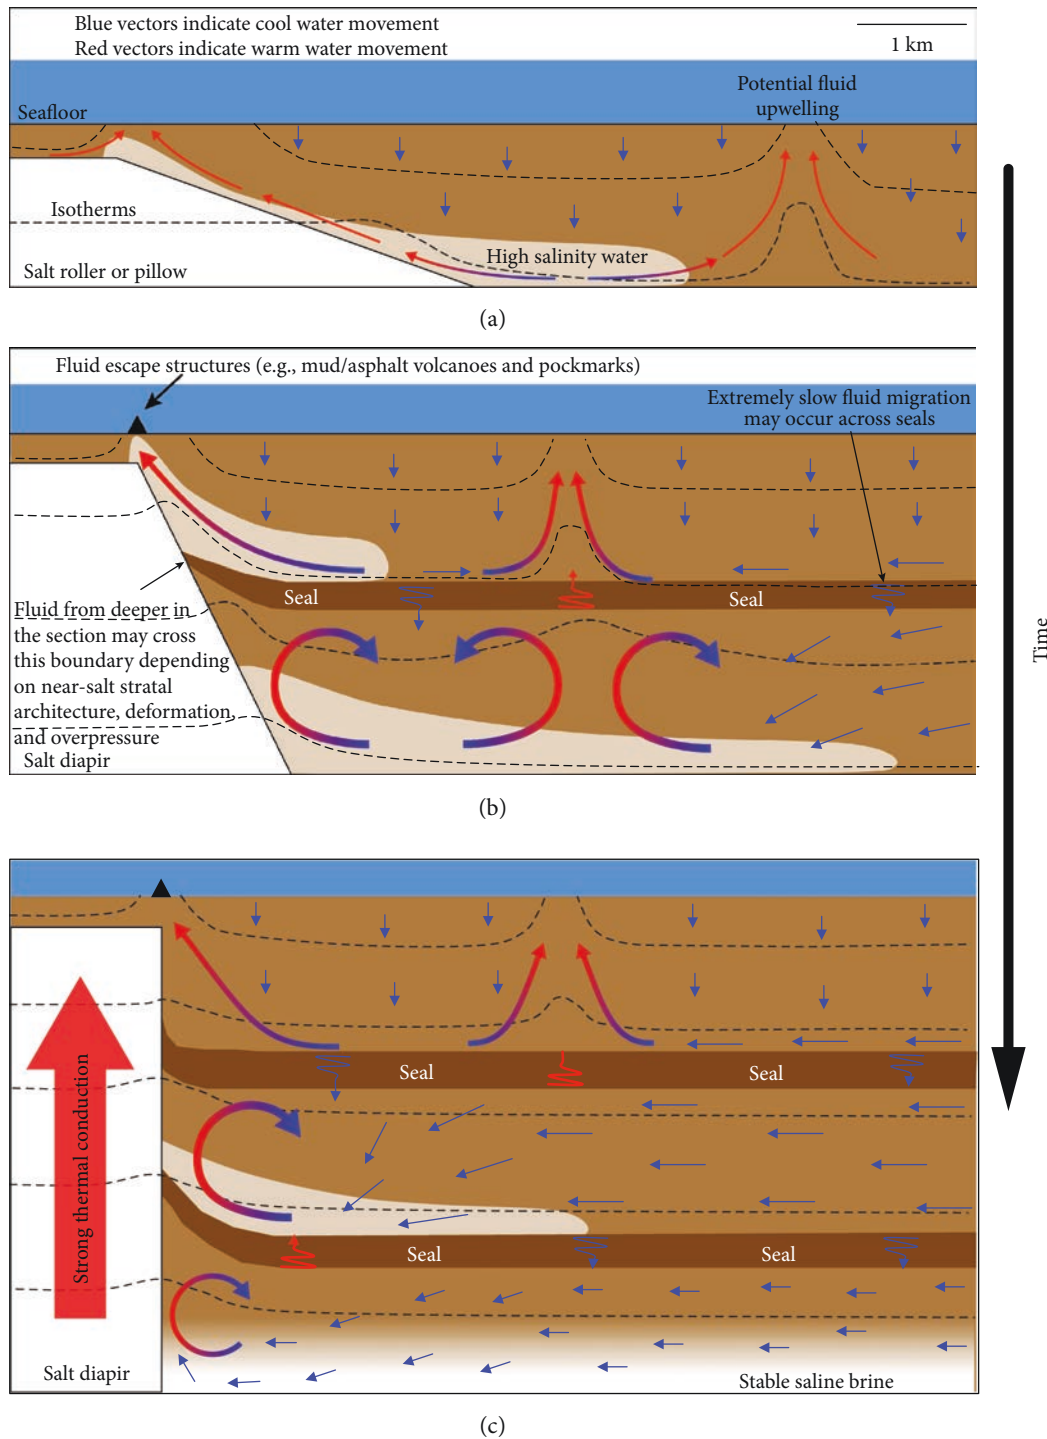 Blue vectors indicate cool water movement
Red vectors indicate warm water movement
1 km
Seafloor
Potential fluid
upwelling
Isotherms
High salinity water
Salt roller or pillow
(a)
Fluid escape structures (e.g., mud/asphalt volcanoes and pockmarks)
Extremely slow fluid migration
may occur across seals
Seal
Seal
Fluid from deeper in
the section may cross
this boundary depending
on near-salt stratal
architecture, deformation,
and overpressure
Salt diapir
(b)
Time
Strong thermal conduction
Seal
Seal
Seal
Seal
Salt diapir
Stable saline brine
(c)